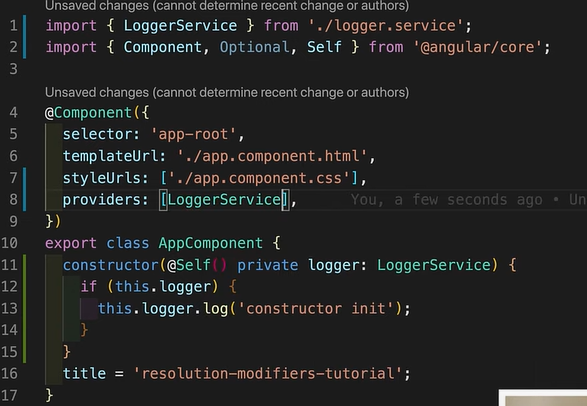 Unsaved changes (cannot determine recent change or authors)
1 import { LoggerService } from './logger.service';
2 import { Component, Optional, Self } from '@angular/core';
3
Unsaved changes (cannot determine recent change or authors)
4 @Component({
5 selector: 'app-root',
6 templateUrl: './app.component.html',
7 styleUrls: ['./app.component.css'],
8 providers: [LoggerService], You, a few seconds ago • Un
9 })
10 export class AppComponent {
11 constructor(@Self() private logger: LoggerService) {
12 if (this.logger) {
13 this.logger.log('constructor init');
14 }
15 }
16 title = 'resolution-modifiers-tutorial';
17 }